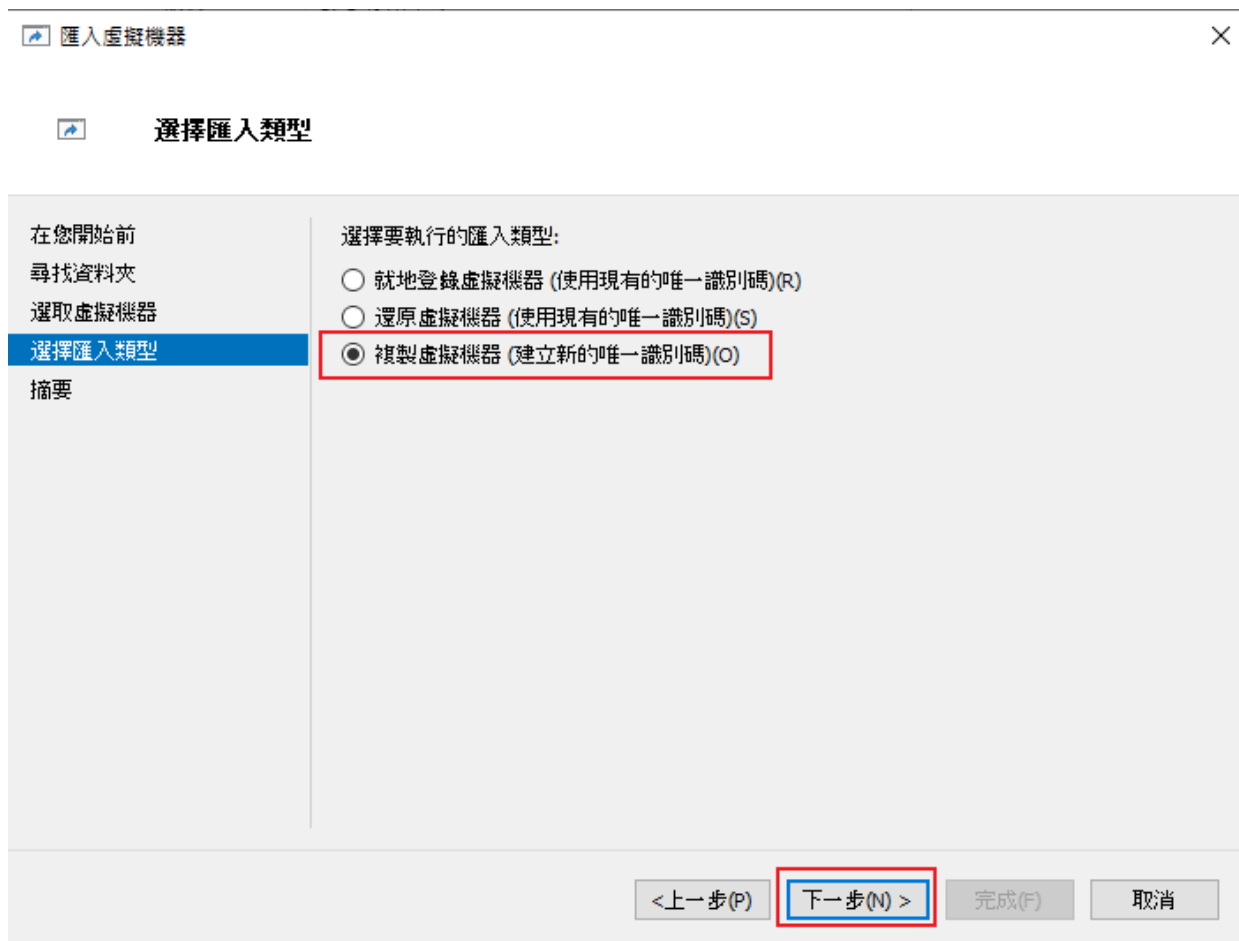 匯入虛擬機器
選擇匯入類型
在您開始前
尋找資料夾
選取虛擬機器
選擇匯入類型
摘要
選擇要執行的匯入類型:
就地登錄虛擬機器 (使用現有的唯一識別碼)(R)
還原虛擬機器 (使用現有的唯一識別碼)(S)
複製虛擬機器 (建立新的唯一識別碼)(O)
<上一步(P)
下一步(N) >
完成(F)
取消